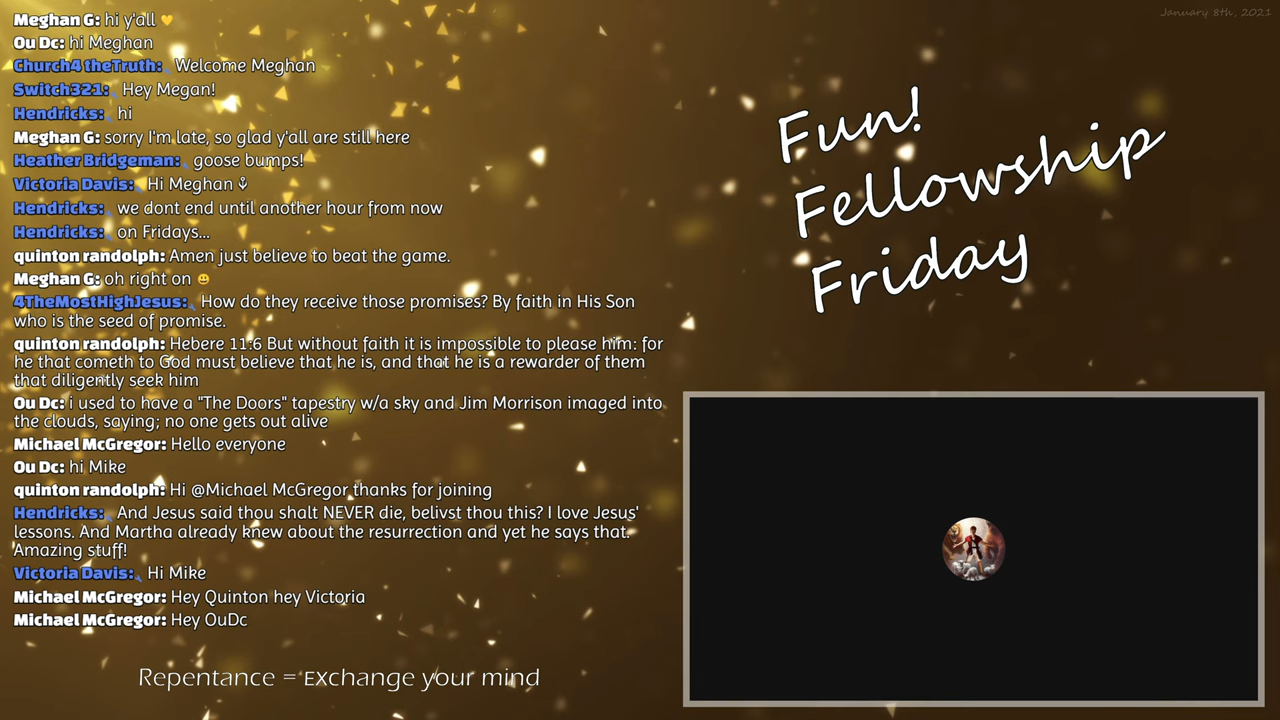 Meghan G: hi y'all 💛
Ou Dc: hi Meghan
Church4theTruth: Welcome Meghan
Switch321: Hey Megan!
Hendricks: hi
Meghan G: sorry I'm late, so glad y'all are still here
Heather Bridgeman: goose bumps!
Victoria Davis: Hi Meghan ⚘
Hendricks: we dont end until another hour from now
Hendricks: on Fridays...
quinton randolph: Amen just believe to beat the game.
Meghan G: oh right on 😀
4TheMostHighJesus: How do they receive those promises? By faith in His Son
who is the seed of promise.
quinton randolph: Hebere 11:6 But without faith it is impossible to please him: for
he that cometh to God must believe that he is, and that he is a rewarder of them
that diligently seek him
Ou Dc: i used to have a "The Doors" tapestry w/a sky and Jim Morrison imaged into
the clouds, saying; no one gets out alive
Michael McGregor: Hello everyone
Ou Dc: hi Mike
quinton randolph: Hi @Michael McGregor thanks for joining
Hendricks: And Jesus said thou shalt NEVER die, belivst thou this? I love Jesus'
lessons. And Martha already knew about the resurrection and yet he says that.
Amazing stuff!
Victoria Davis: Hi Mike
Michael McGregor: Hey Quinton hey Victoria
Michael McGregor: Hey OuDc
Repentance = EXchange your mind
January 8th, 2021
Fun!
Fellowship
Friday